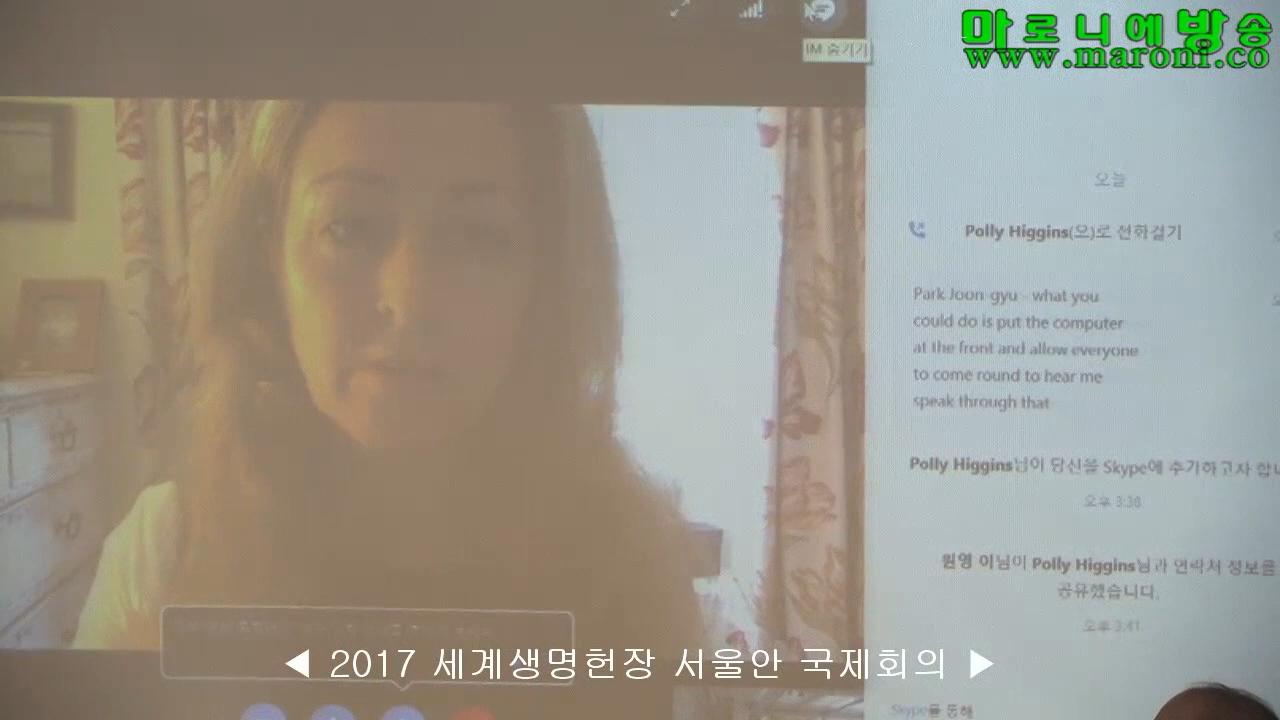 마로니에방송
www.maroni.co
IM 숨기기
오늘
Polly Higgins(으)로 전화걸기
Park Joon-gyu - what you
could do is put the computer
at the front and allow everyone
to come round to hear me
speak through that
Polly Higgins님이 당신을 Skype에 추가하고자 합니
오후 3:36
원영 이님이 Polly Higgins님과 연락처 정보를
공유했습니다.
오후 3:41
◀ 2017 세계생명헌장 서울안 국제회의 ▶
Skype를 통해